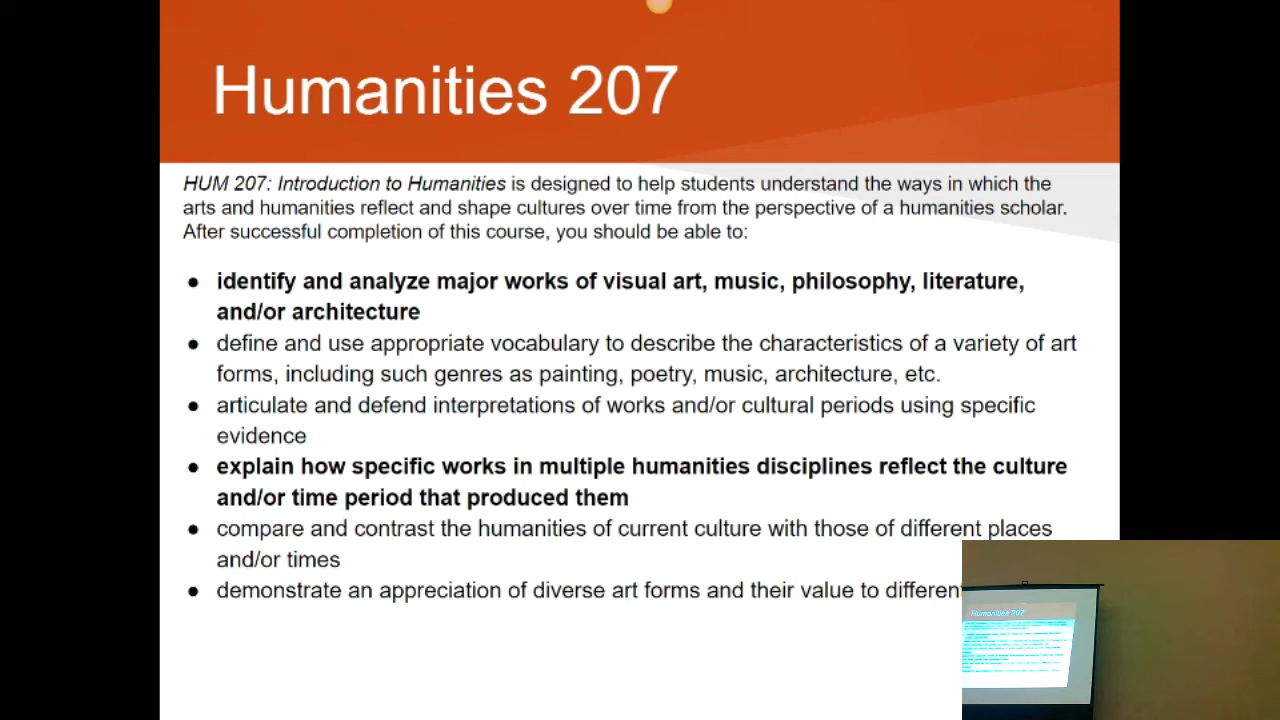 Humanities 207
HUM 207: Introduction to Humanities is designed to help students understand the ways in which the
arts and humanities reflect and shape cultures over time from the perspective of a humanities scholar.
After successful completion of this course, you should be able to:
● identify and analyze major works of visual art, music, philosophy, literature,
and/or architecture
● define and use appropriate vocabulary to describe the characteristics of a variety of art
forms, including such genres as painting, poetry, music, architecture, etc.
● articulate and defend interpretations of works and/or cultural periods using specific
evidence
● explain how specific works in multiple humanities disciplines reflect the culture
and/or time period that produced them
● compare and contrast the humanities of current culture with those of different places
and/or times
● demonstrate an appreciation of diverse art forms and their value to different
Humanities 207